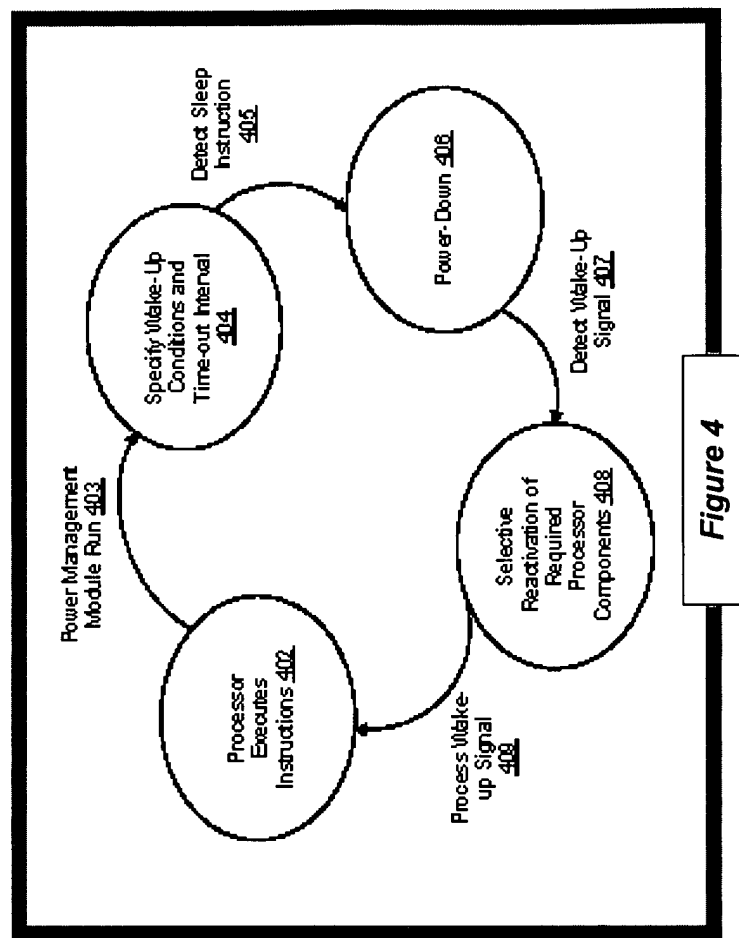 Processor
Executes
Instructions 402
Power Management
Module Run 403
Specify Wake-Up
Conditions and
Time-out Interval
404
Detect Sleep
Instruction
405
Power-Down 406
Detect Wake-Up
Signal 407
Selective
Reactivation of
Required
Processor
Components 408
Process Wake-
up Signal
409
Figure 4